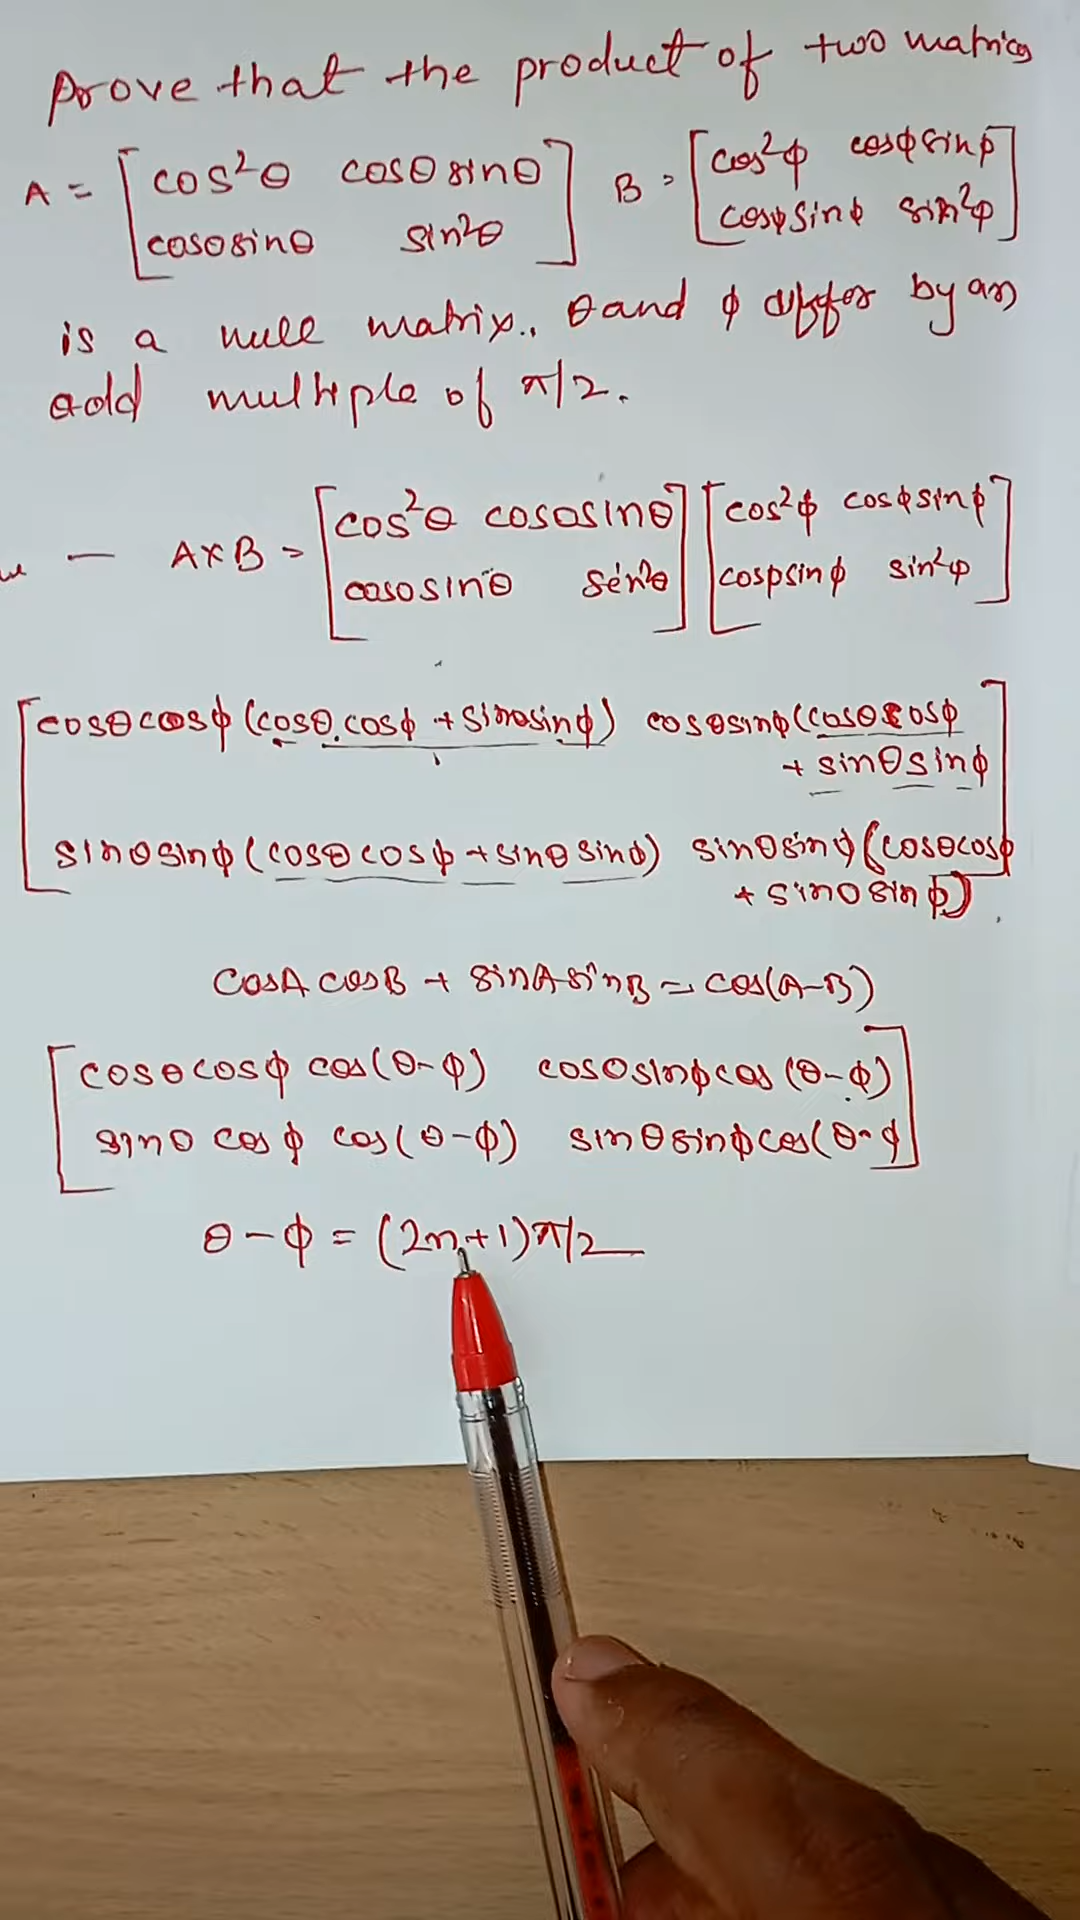 Prove that the product of two matrices
A = [cos²θ cosθ sinθ] B = [cos²φ cosφ sinφ]
[cosθ sinθ sin²θ] [cosφ sinφ sin²φ]
is a null matrix., θ and φ differ by an
odd multiple of π/2.
— A×B = [cos²θ cosθ sinθ] [cos²φ cosφ sinφ]
[cosθ sinθ sin²θ] [cosφ sinφ sin²φ]
[cosθ cosφ (cosθ. cosφ + sinθ sinφ) cosθ sinφ (cosθ cosφ
+ sinθ sinφ]
sinθ sinφ (cosθ cosφ + sinθ sinφ) sinθ sinφ (cosθ cosφ
+ sinθ sinφ)]
cosA cosB + sinA sinB = cos(A-B)
[cosθ cosφ cos(θ-φ) cosθ sinφ cos(θ-φ)]
[sinθ cosφ cos(θ-φ) sinθ sinφ cos(θ-φ]
θ-φ = (2n+1)π/2